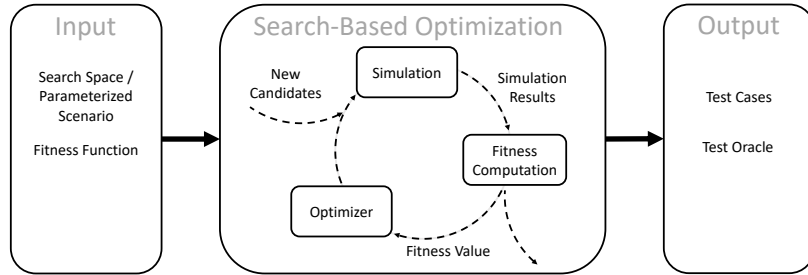 Input
Search Space /
Parameterized
Scenario
Fitness Function
Search-Based Optimization
New
Candidates
Simulation
Simulation
Results
Fitness
Computation
Optimizer
Fitness Value
Output
Test Cases
Test Oracle